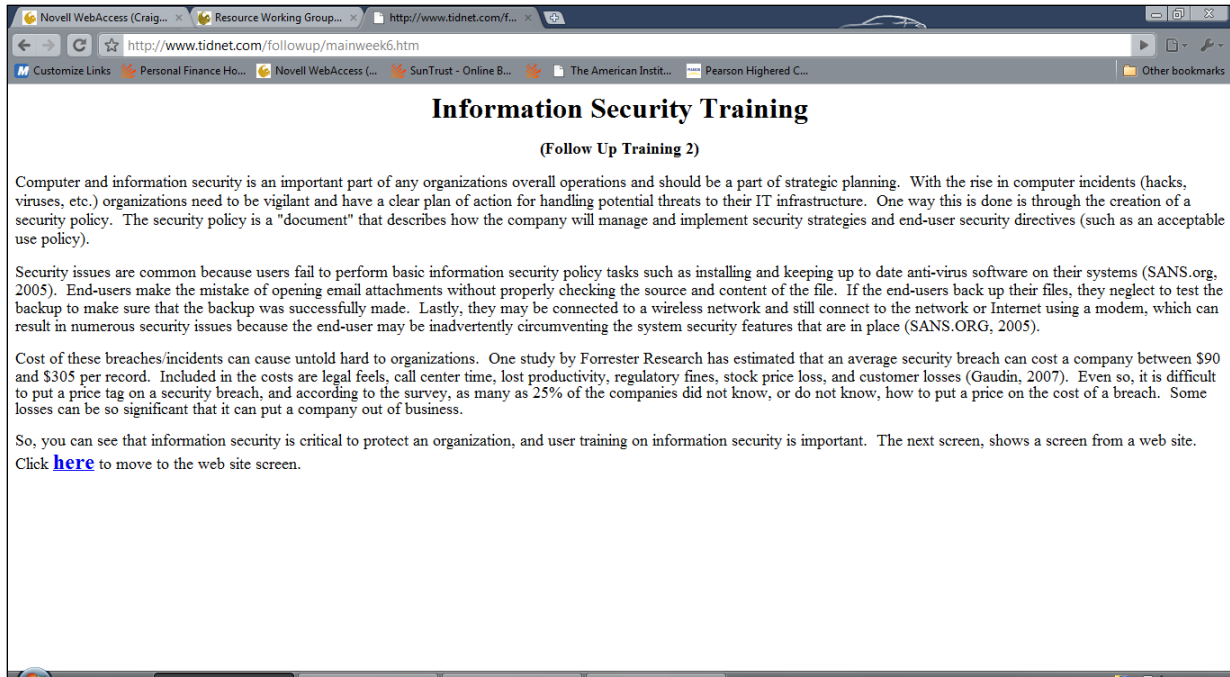 Novell WebAccess (Craig...
Resource Working Group...
http://www.tidnet.com/f...
http://www.tidnet.com/followup/mainweek6.htm
Customize Links
Personal Finance Ho...
Novell WebAccess (...
SunTrust - Online B...
The American Instit...
Pearson Highered C...
Other bookmarks
Information Security Training
(Follow Up Training 2)
Computer and information security is an important part of any organizations overall operations and should be a part of strategic planning. With the rise in computer incidents (hacks,
viruses, etc.) organizations need to be vigilant and have a clear plan of action for handling potential threats to their IT infrastructure. One way this is done is through the creation of a
security policy. The security policy is a "document" that describes how the company will manage and implement security strategies and end-user security directives (such as an acceptable
use policy).
Security issues are common because users fail to perform basic information security policy tasks such as installing and keeping up to date anti-virus software on their systems (SANS.org,
2005). End-users make the mistake of opening email attachments without properly checking the source and content of the file. If the end-users back up their files, they neglect to test the
backup to make sure that the backup was successfully made. Lastly, they may be connected to a wireless network and still connect to the network or Internet using a modem, which can
result in numerous security issues because the end-user may be inadvertently circumventing the system security features that are in place (SANS.ORG, 2005).
Cost of these breaches/incidents can cause untold hard to organizations. One study by Forrester Research has estimated that an average security breach can cost a company between $90
and $305 per record. Included in the costs are legal feels, call center time, lost productivity, regulatory fines, stock price loss, and customer losses (Gaudin, 2007). Even so, it is difficult
to put a price tag on a security breach, and according to the survey, as many as 25% of the companies did not know, or do not know, how to put a price on the cost of a breach. Some
losses can be so significant that it can put a company out of business.
So, you can see that information security is critical to protect an organization, and user training on information security is important. The next screen, shows a screen from a web site.
Click here to move to the web site screen.